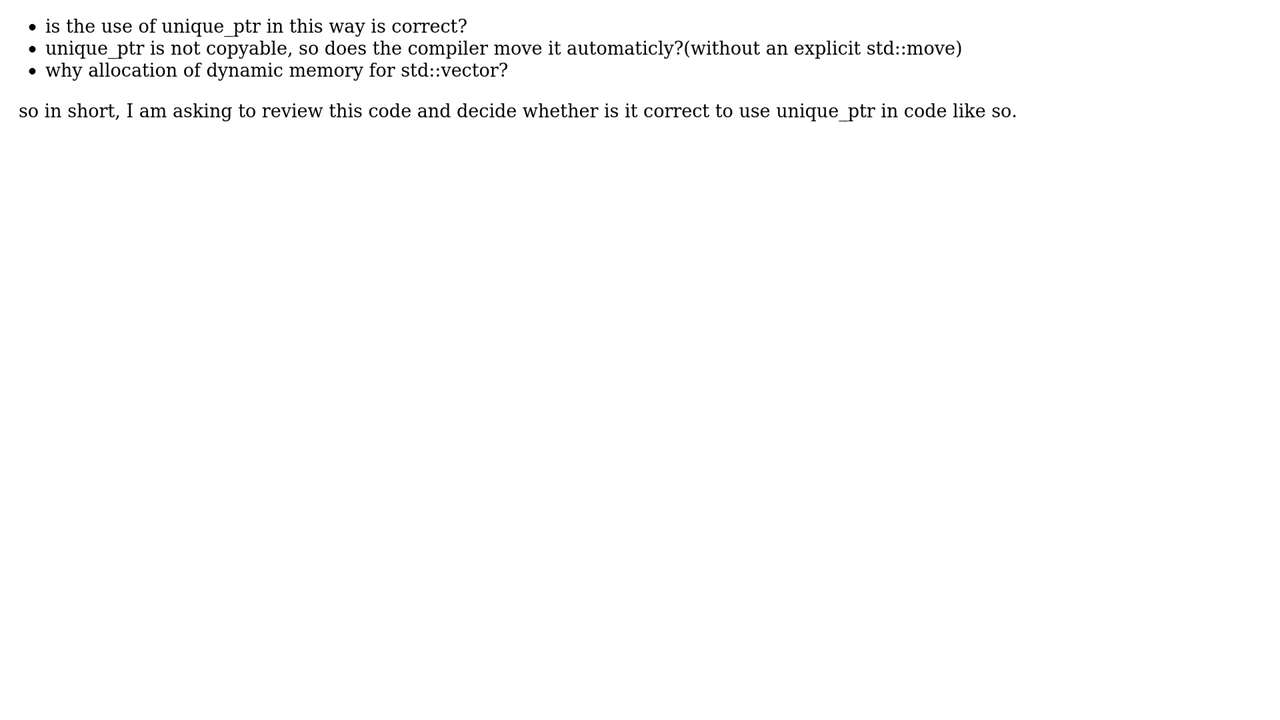 is the use of unique_ptr in this way is correct?
unique_ptr is not copyable, so does the compiler move it automaticly?(without an explicit std::move)
why allocation of dynamic memory for std::vector?
so in short, I am asking to review this code and decide whether is it correct to use unique_ptr in code like so.